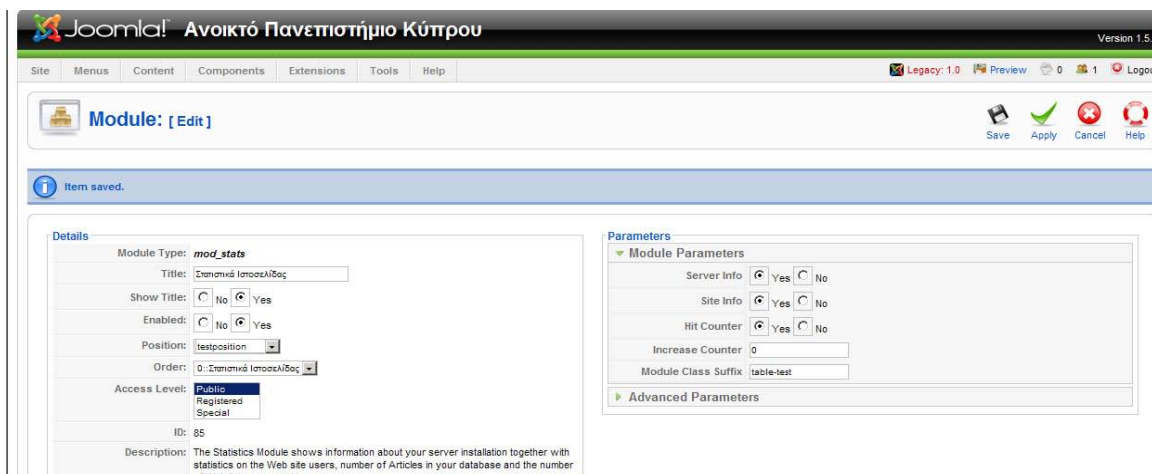 Joomla! Ανοικτό Πανεπιστήμιο Κύπρου
Version 1.5.
Site Menus Content Components Extensions Tools Help
Legacy: 1.0 Preview 0 1 Logou
Module: [ Edit ]
Save Apply Cancel Help
Item saved.
Details
Module Type: mod_stats
Title: Στατιστικά Ιστοσελίδας
Show Title: No Yes
Enabled: No Yes
Position: testposition
Order: 0::Στατιστικά Ιστοσελίδας
Access Level: Public
Registered
Special
ID: 85
Description: The Statistics Module shows information about your server installation together with
statistics on the Web site users, number of Articles in your database and the number
Parameters
Module Parameters
Server Info Yes No
Site Info Yes No
Hit Counter Yes No
Increase Counter 0
Module Class Suffix table-test
Advanced Parameters